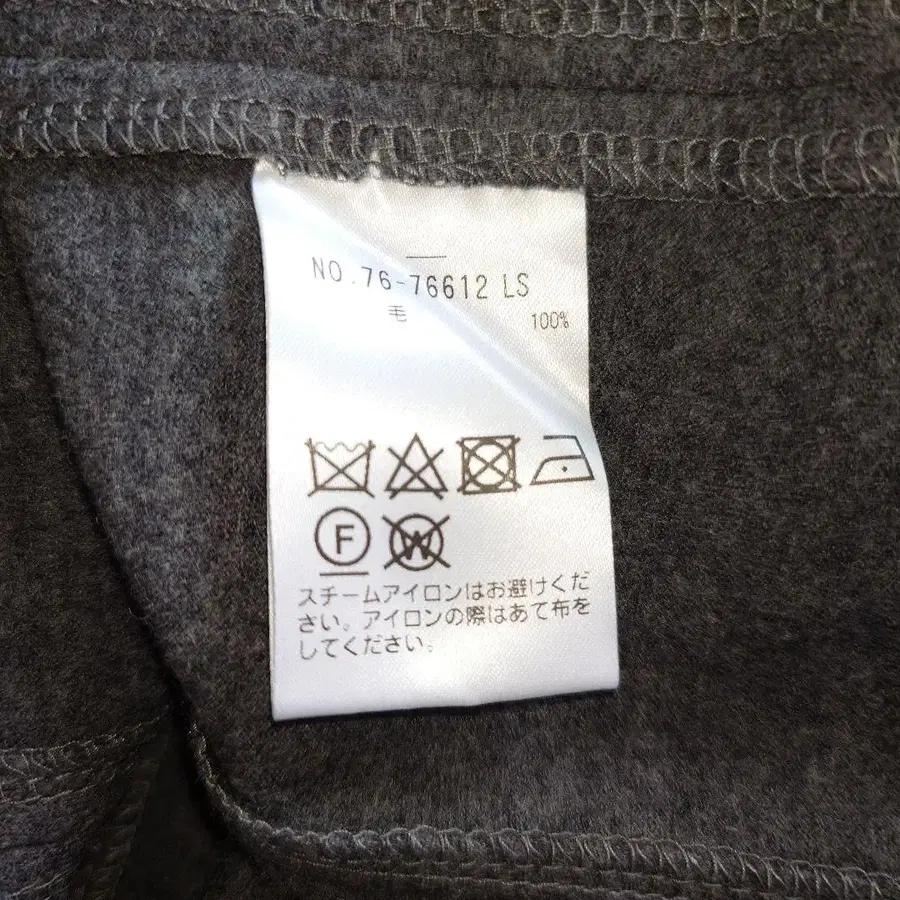 NO.76-76612 LS
毛 100%
F W
スチームアイロンはお避けくだ
さい。アイロンの際はあて布を
してください。